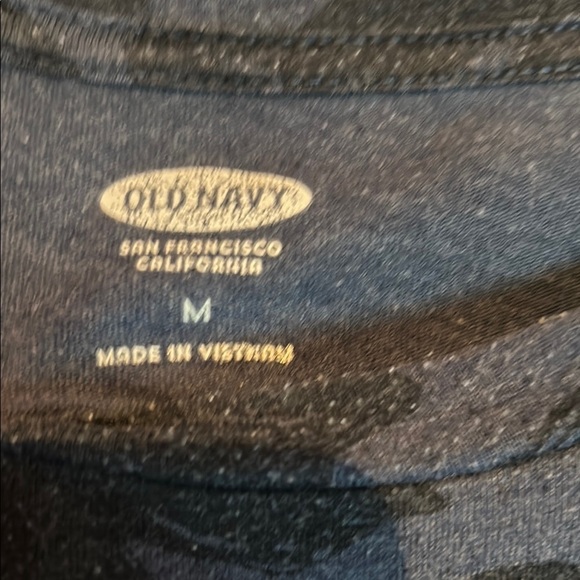 OLD NAVY
SAN FRANCISCO
CALIFORNIA
M
MADE IN VIETNAM